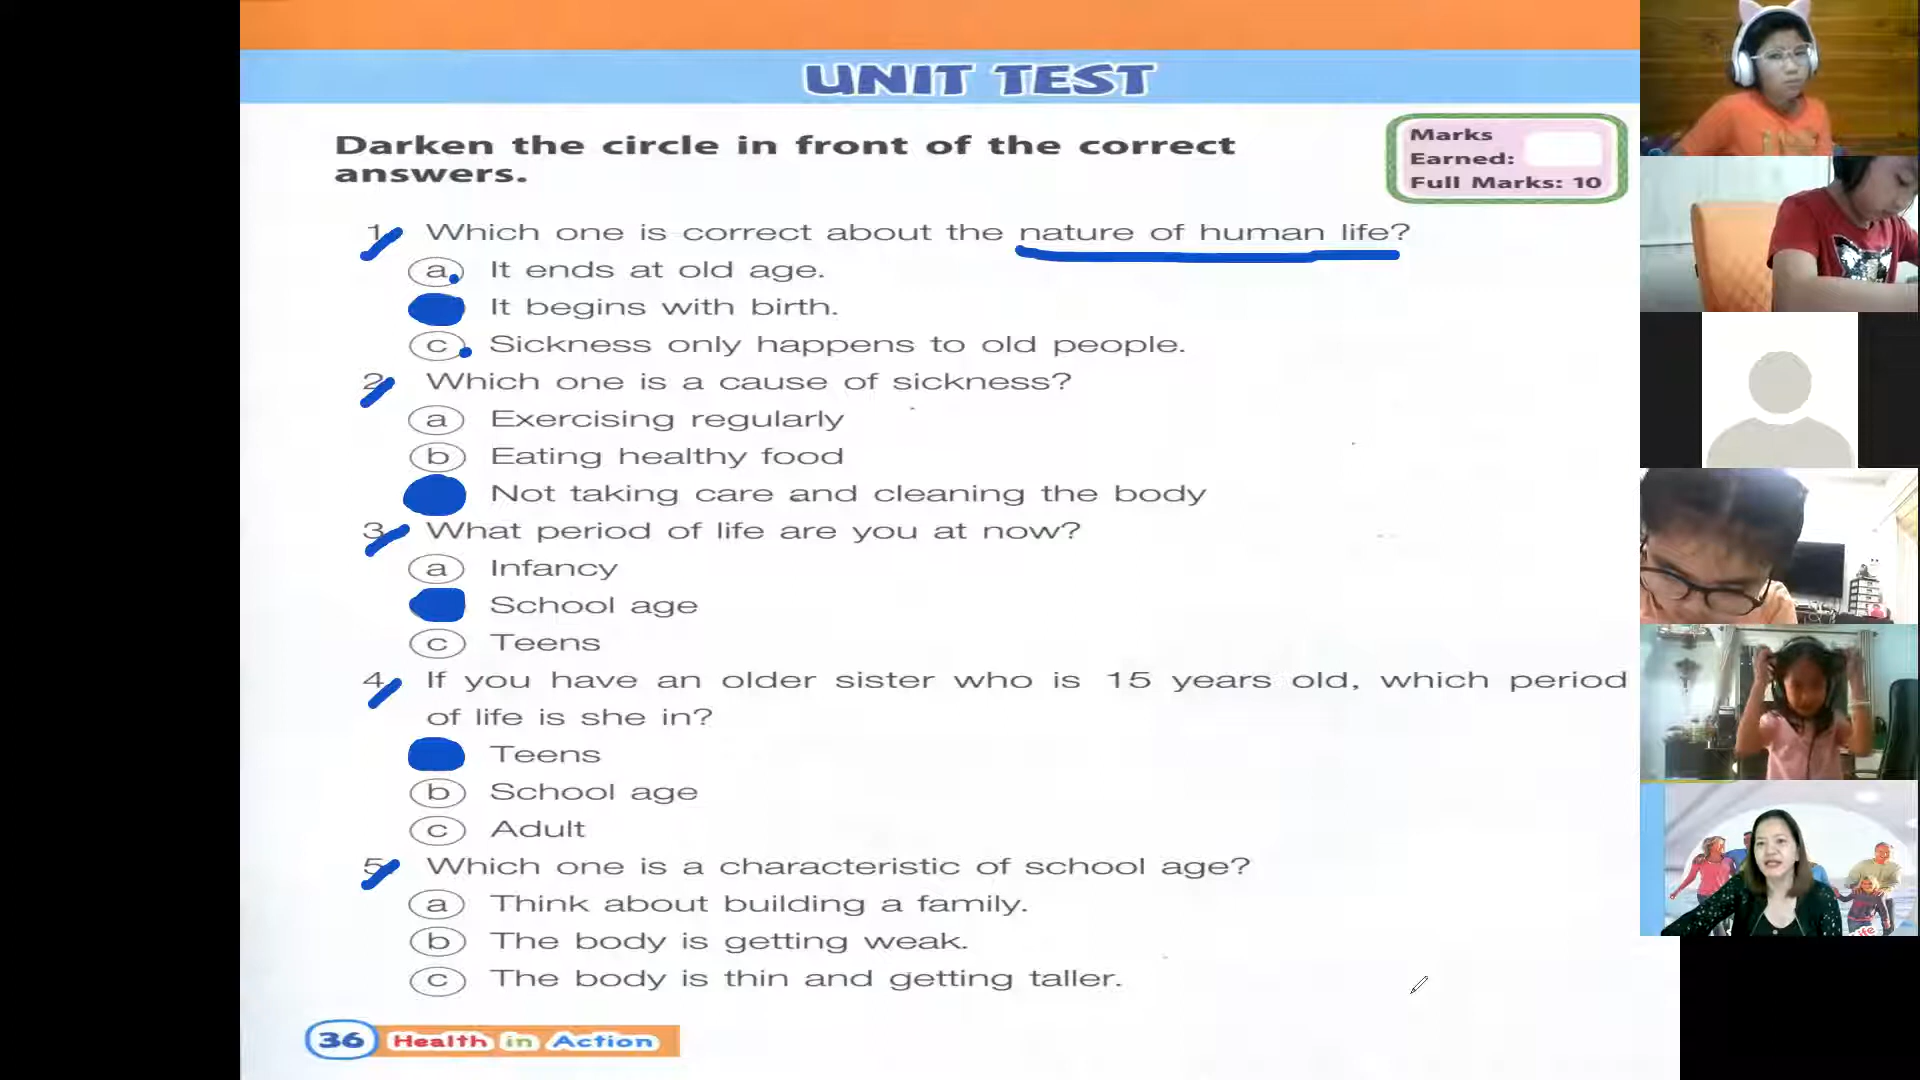 UNIT TEST
Darken the circle in front of the correct
answers.
Marks
Earned:
Full Marks: 10
1. Which one is correct about the nature of human life?
a It ends at old age.
It begins with birth.
c Sickness only happens to old people.
2. Which one is a cause of sickness?
a Exercising regularly
b Eating healthy food
Not taking care and cleaning the body
3. What period of life are you at now?
a Infancy
School age
c Teens
4. If you have an older sister who is 15 years old, which period
of life is she in?
Teens
b School age
c Adult
5. Which one is a characteristic of school age?
a Think about building a family.
b The body is getting weak.
c The body is thin and getting taller.
36 Health in Action
life